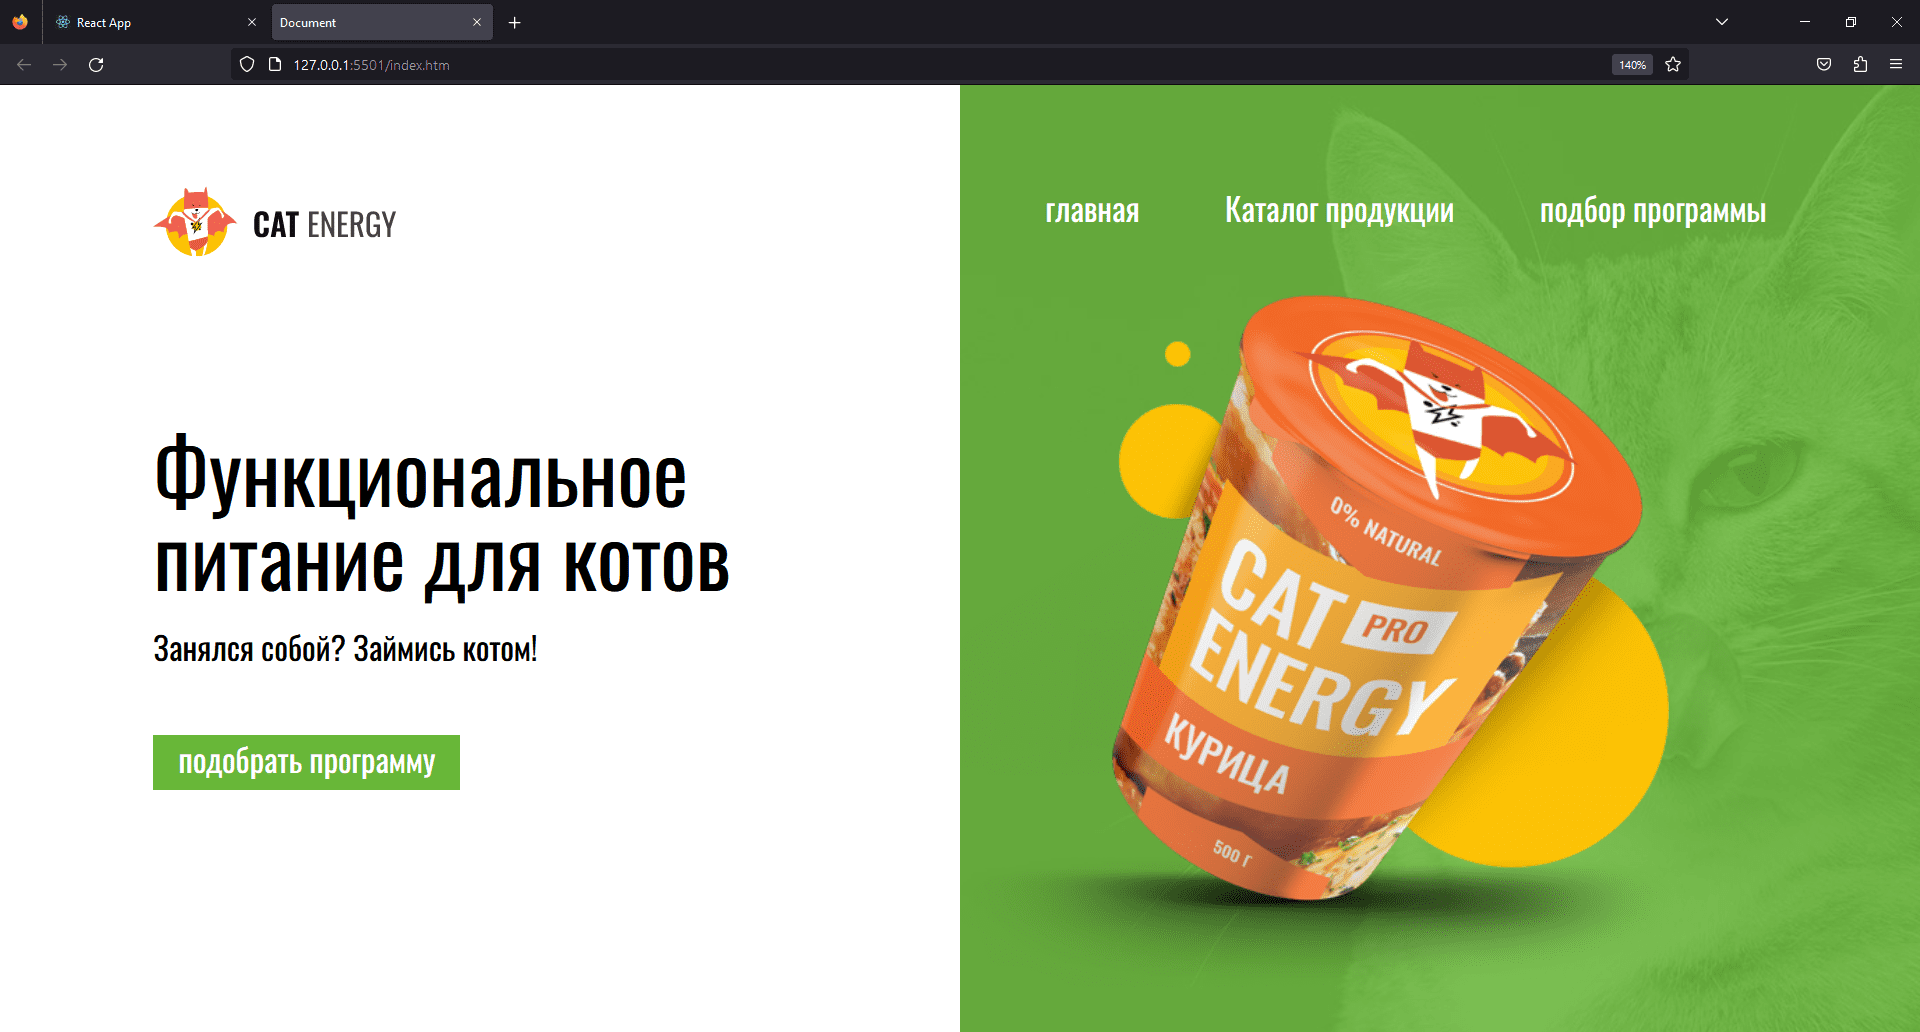 React App
Document
127.0.0.1:5501/index.htm
140%
CAT ENERGY
главная
Каталог продукции
подбор программы
Функциональное
питание для котов
Занялся собой? Займись котом!
подобрать программу
0% NATURAL
CAT PRO
ENERGY
КУРИЦА
500 Г